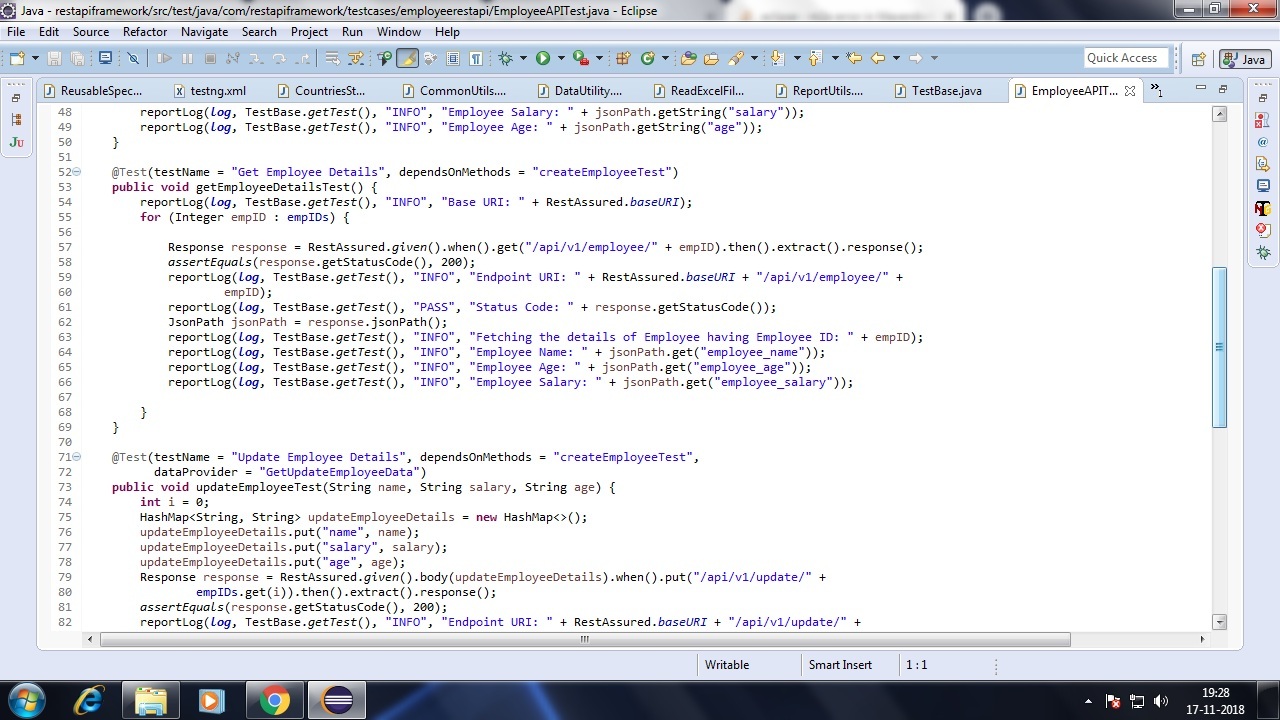 Java - restapiframework/src/test/java/com/restapiframework/testcases/employeerestapi/EmployeeAPITest.java - Eclipse
File Edit Source Refactor Navigate Search Project Run Window Help
Quick Access Java
ReusableSpec... testng.xml CountriesSt... CommonUtils.... DataUtility.... ReadExcelFil... ReportUtils.... TestBase.java EmployeeAPIT... »1
48 reportLog(log, TestBase.getTest(), "INFO", "Employee Salary: " + jsonPath.getString("salary"));
49 reportLog(log, TestBase.getTest(), "INFO", "Employee Age: " + jsonPath.getString("age"));
50 }
51
52 @Test(testName = "Get Employee Details", dependsOnMethods = "createEmployeeTest")
53 public void getEmployeeDetailsTest() {
54 reportLog(log, TestBase.getTest(), "INFO", "Base URI: " + RestAssured.baseURI);
55 for (Integer empID : empIDs) {
56
57 Response response = RestAssured.given().when().get("/api/v1/employee/" + empID).then().extract().response();
58 assertEquals(response.getStatusCode(), 200);
59 reportLog(log, TestBase.getTest(), "INFO", "Endpoint URI: " + RestAssured.baseURI + "/api/v1/employee/" +
60 empID);
61 reportLog(log, TestBase.getTest(), "PASS", "Status Code: " + response.getStatusCode());
62 JsonPath jsonPath = response.jsonPath();
63 reportLog(log, TestBase.getTest(), "INFO", "Fetching the details of Employee having Employee ID: " + empID);
64 reportLog(log, TestBase.getTest(), "INFO", "Employee Name: " + jsonPath.get("employee_name"));
65 reportLog(log, TestBase.getTest(), "INFO", "Employee Age: " + jsonPath.get("employee_age"));
66 reportLog(log, TestBase.getTest(), "INFO", "Employee Salary: " + jsonPath.get("employee_salary"));
67
68 }
69 }
70
71 @Test(testName = "Update Employee Details", dependsOnMethods = "createEmployeeTest",
72 dataProvider = "GetUpdateEmployeeData")
73 public void updateEmployeeTest(String name, String salary, String age) {
74 int i = 0;
75 HashMap<String, String> updateEmployeeDetails = new HashMap<>();
76 updateEmployeeDetails.put("name", name);
77 updateEmployeeDetails.put("salary", salary);
78 updateEmployeeDetails.put("age", age);
79 Response response = RestAssured.given().body(updateEmployeeDetails).when().put("/api/v1/update/" +
80 empIDs.get(i)).then().extract().response();
81 assertEquals(response.getStatusCode(), 200);
82 reportLog(log, TestBase.getTest(), "INFO", "Endpoint URI: " + RestAssured.baseURI + "/api/v1/update/" +
Writable Smart Insert 1 : 1
19:28
17-11-2018